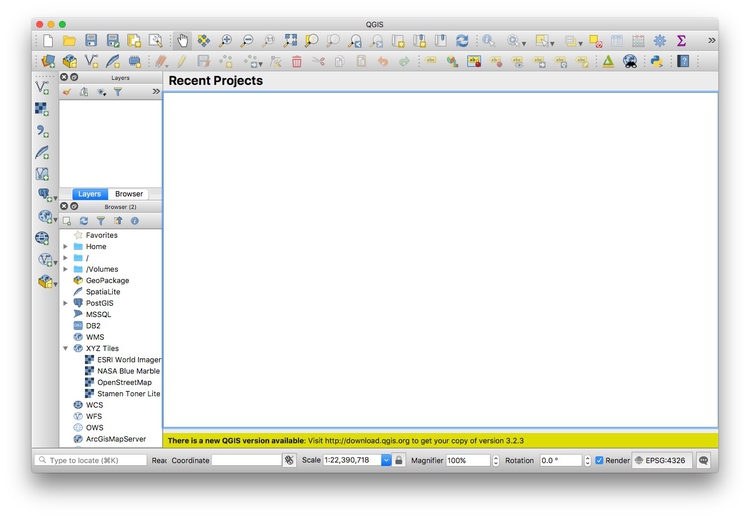 QGIS
Layers
Recent Projects
Layers Browser
Browser (2)
Favorites
Home
/
/Volumes
GeoPackage
SpatiaLite
PostGIS
MSSQL
DB2
WMS
XYZ Tiles
ESRI World Imager
NASA Blue Marble
OpenStreetMap
Stamen Toner Lite
WCS
WFS
OWS
ArcGisMapServer
There is a new QGIS version available: Visit http://download.qgis.org to get your copy of version 3.2.3
Type to locate (⌘K) Reac Coordinate Scale 1:22,390,718 Magnifier 100% Rotation 0.0 ° Render EPSG:4326